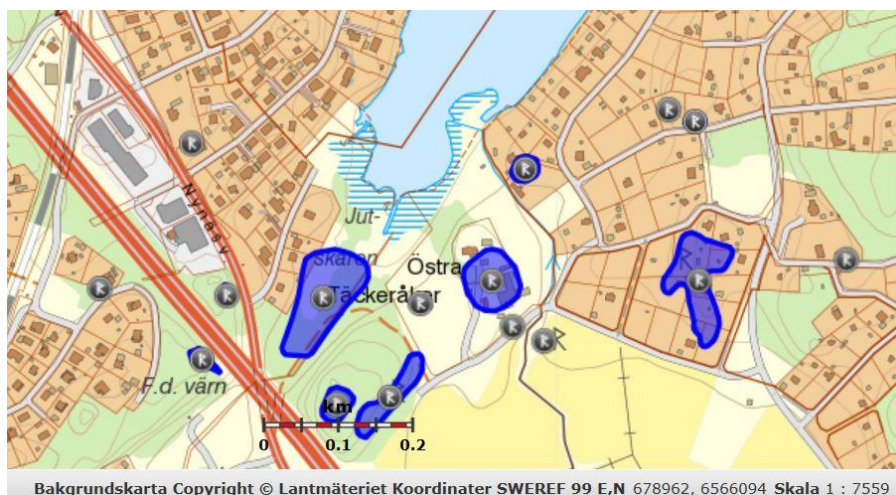 Nynäsv.
Jut-
skären
Östra
Täckeråker
F.d. värn
R
R
km
0 0.1 0.2
Bakgrundskarta Copyright © Lantmäteriet Koordinater SWEREF 99 E,N 678962, 6566094 Skala 1 : 7559